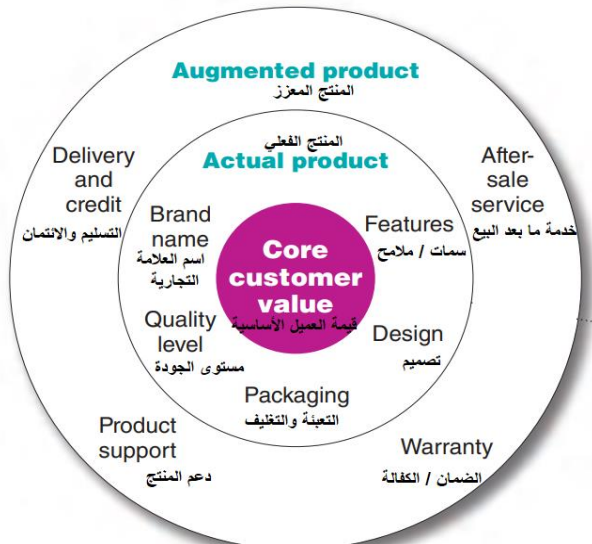 Augmented product
المنتج المعزز
المنتج الفعلي
Actual product
Delivery
and
credit
التسليم والائتمان
After-
sale
service
خدمة ما بعد البيع
Brand
name
اسم العلامة
التجارية
Features
سمات / ملامح
Core
customer
value
قيمة العميل الأساسية
Quality
level
مستوى الجودة
Design
تصميم
Packaging
التعبئة والتغليف
Product
support
دعم المنتج
Warranty
الضمان / الكفالة